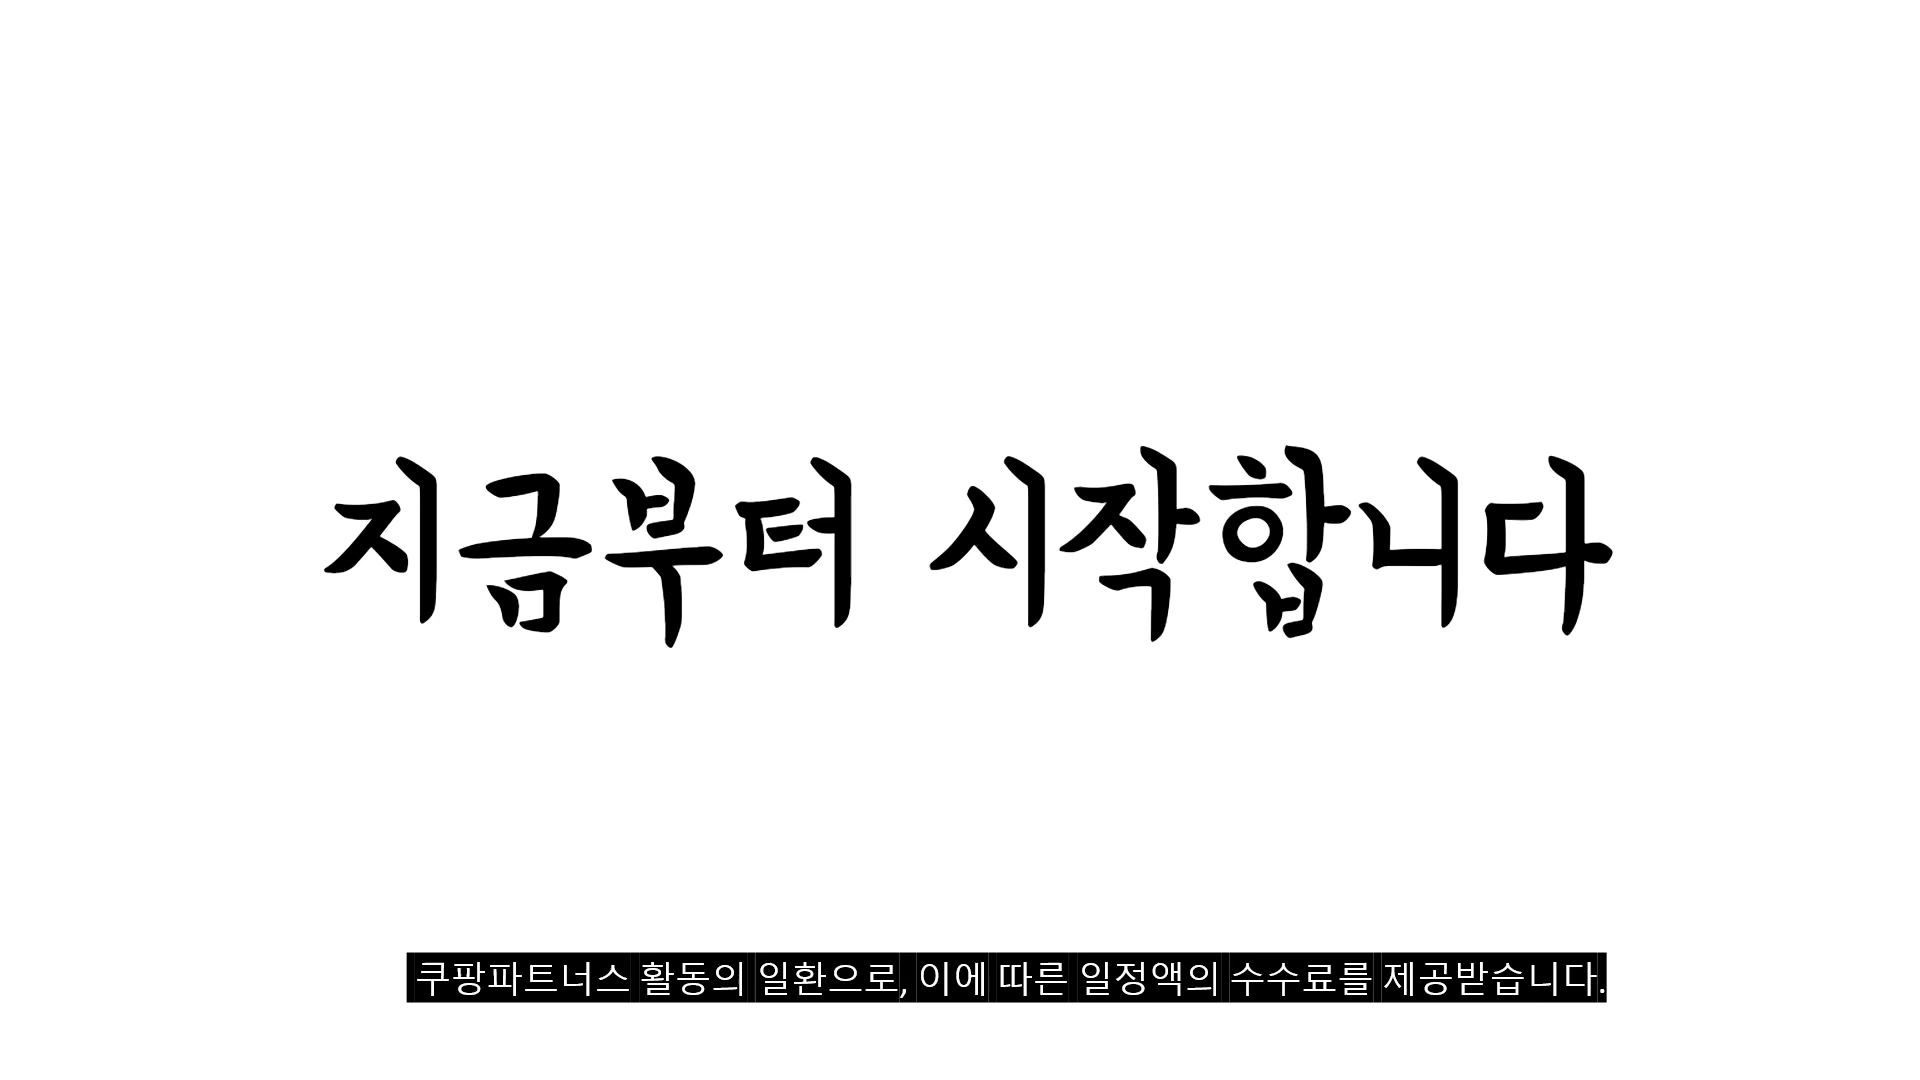 지금부터 시작합니다
쿠팡파트너스 활동의 일환으로, 이에 따른 일정액의 수수료를 제공받습니다.